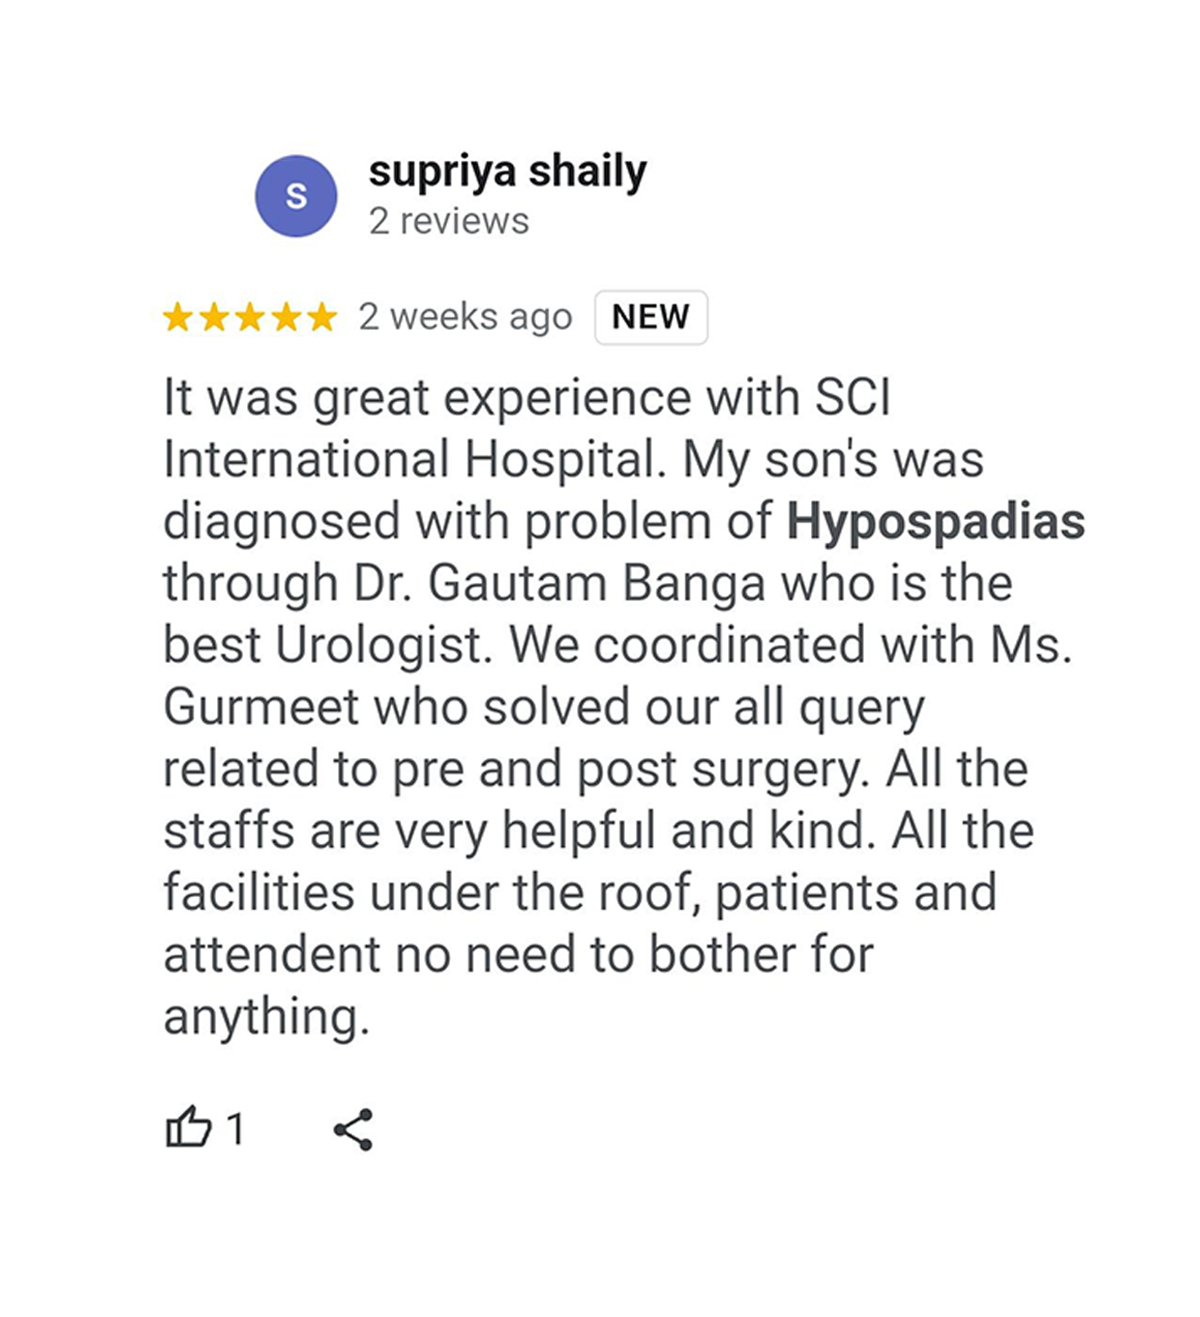 S
supriya shaily
2 reviews
2 weeks ago NEW
It was great experience with SCI
International Hospital. My son's was
diagnosed with problem of Hypospadias
through Dr. Gautam Banga who is the
best Urologist. We coordinated with Ms.
Gurmeet who solved our all query
related to pre and post surgery. All the
staffs are very helpful and kind. All the
facilities under the roof, patients and
attendent no need to bother for
anything.
1